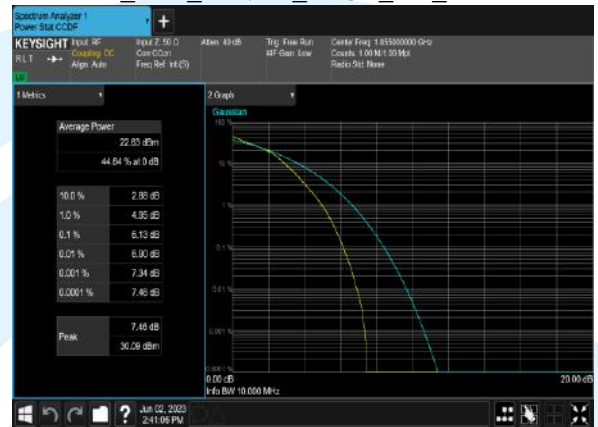 Spectrum Analyzer 1
Power Stat CCDF
KEYSIGHT Input: RF
Coupling: DC
Align: Auto
Input Z: 50 Ω
Corr CCorr
Freq Ref: Int (S)
Atten: 40 dB
Trig: Free Run
#IF Gain: Low
Center Freq: 1.855000000 GHz
Counts: 1.00 M/1.00 Mpt
Radio Std: None
R L T
1 Metrics
2 Graph
Gaussian
Average Power
22.63 dBm
44.64 % at 0 dB
10.0 % 2.86 dB
1.0 % 4.95 dB
0.1 % 6.13 dB
0.01 % 6.90 dB
0.001 % 7.34 dB
0.0001 % 7.46 dB
Peak
7.46 dB
30.09 dBm
100 %
10 %
1 %
0.1 %
0.01 %
0.001 %
0.0001 %
0.00 dB
20.00 dB
Info BW 10.000 MHz
?
Jun 02, 2023
2:41:06 PM